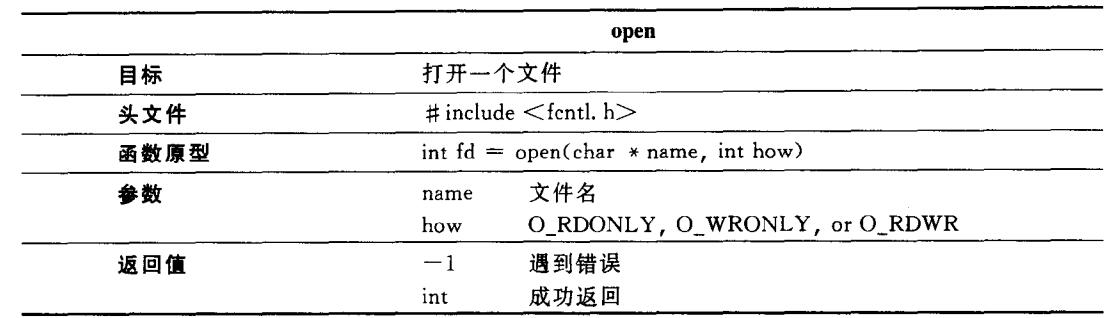 open
目标 打开一个文件
头文件 #include <fcntl.h>
函数原型 int fd = open(char * name, int how)
参数 name 文件名
how O_RDONLY, O_WRONLY, or O_RDWR
返回值 -1 遇到错误
int 成功返回